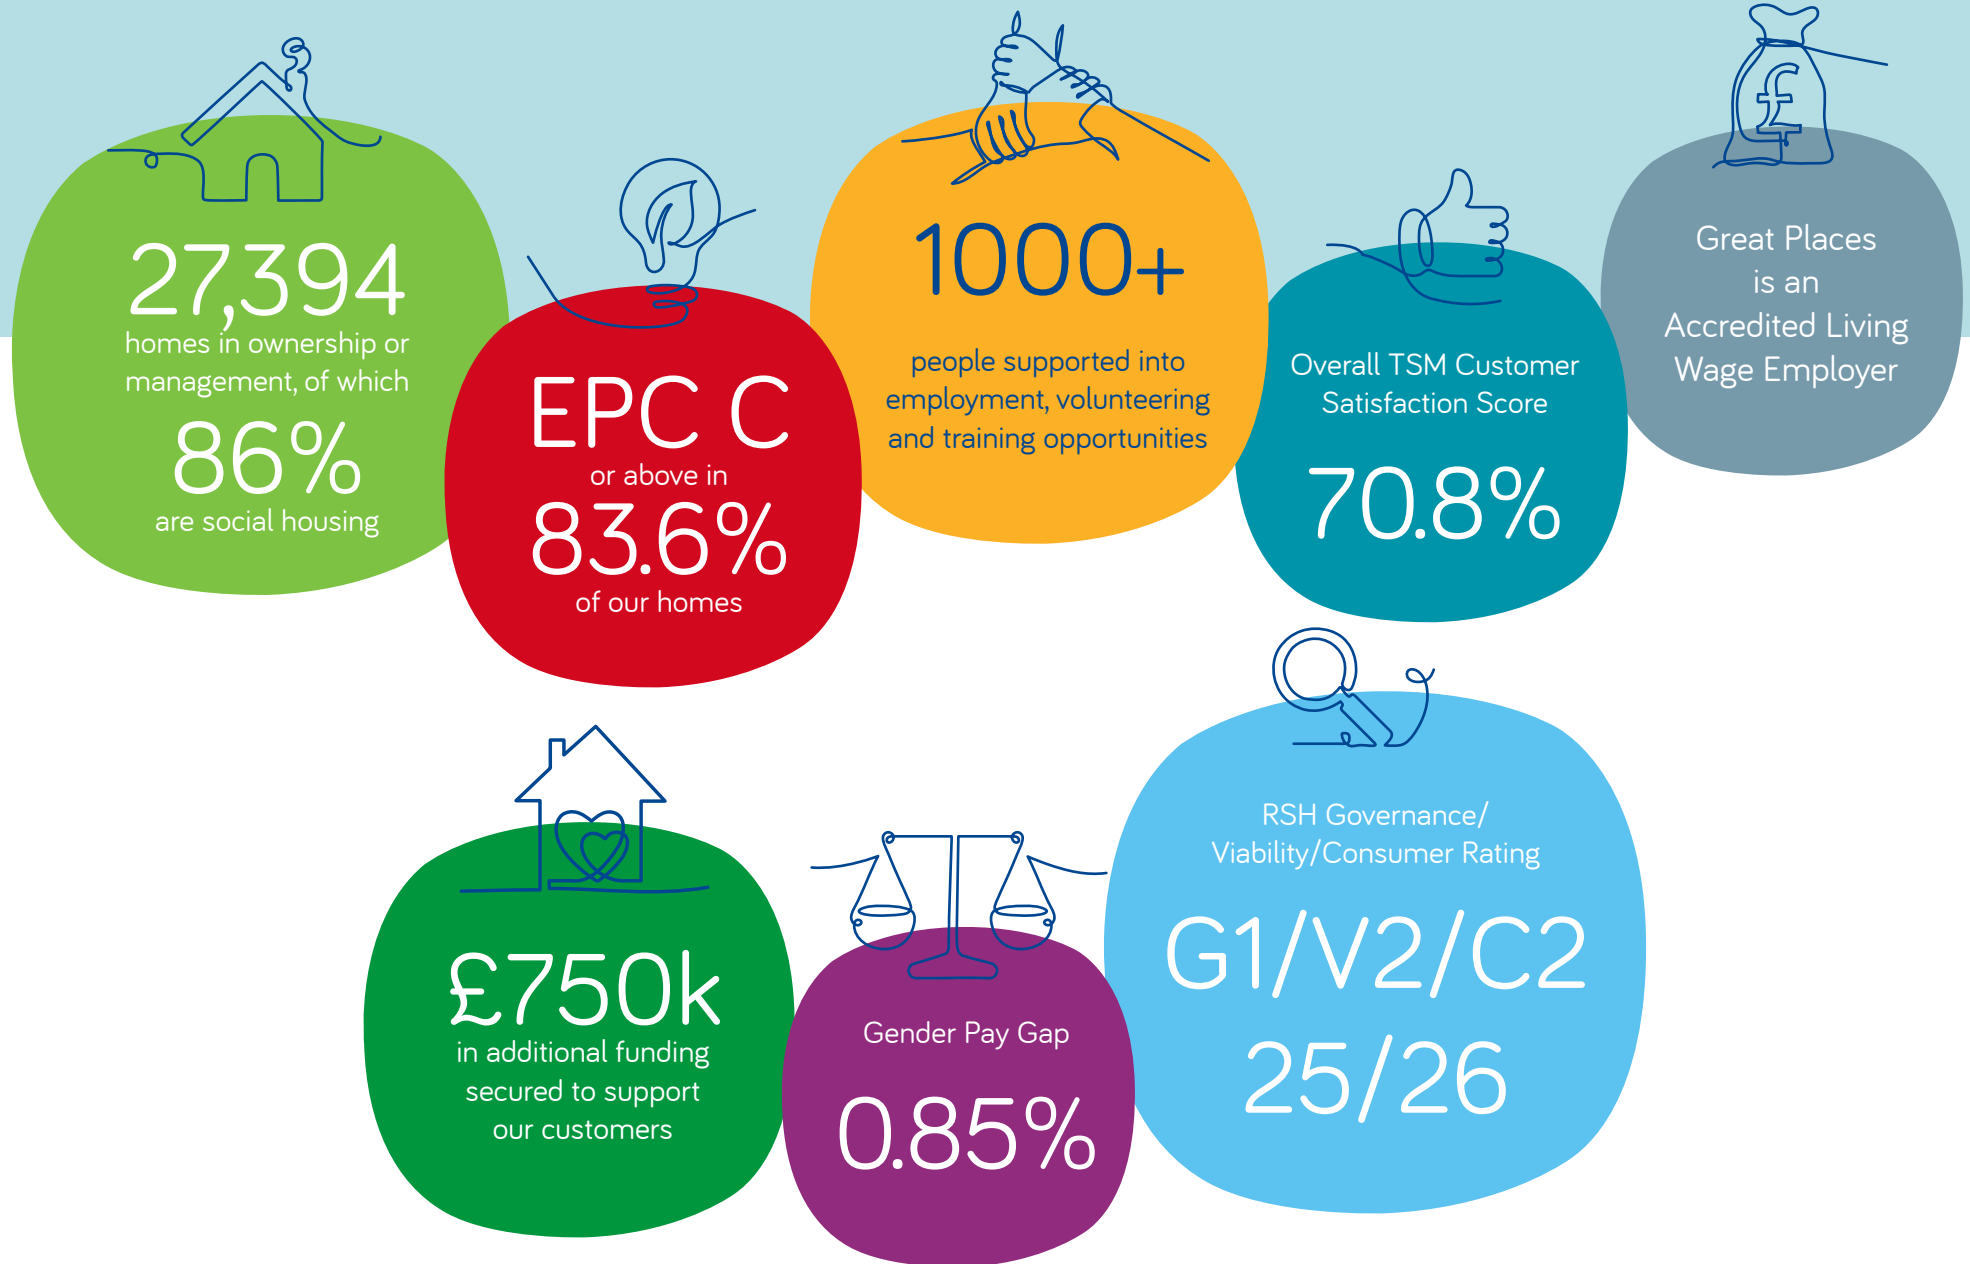 27,394
homes in ownership or
management, of which
86%
are social housing
EPC C
or above in
83.6%
of our homes
1000+
people supported into
employment, volunteering
and training opportunities
Overall TSM Customer
Satisfaction Score
70.8%
£
Great Places
is an
Accredited Living
Wage Employer
£750k
in additional funding
secured to support
our customers
Gender Pay Gap
0.85%
RSH Governance/
Viability/Consumer Rating
G1/V2/C2
25/26